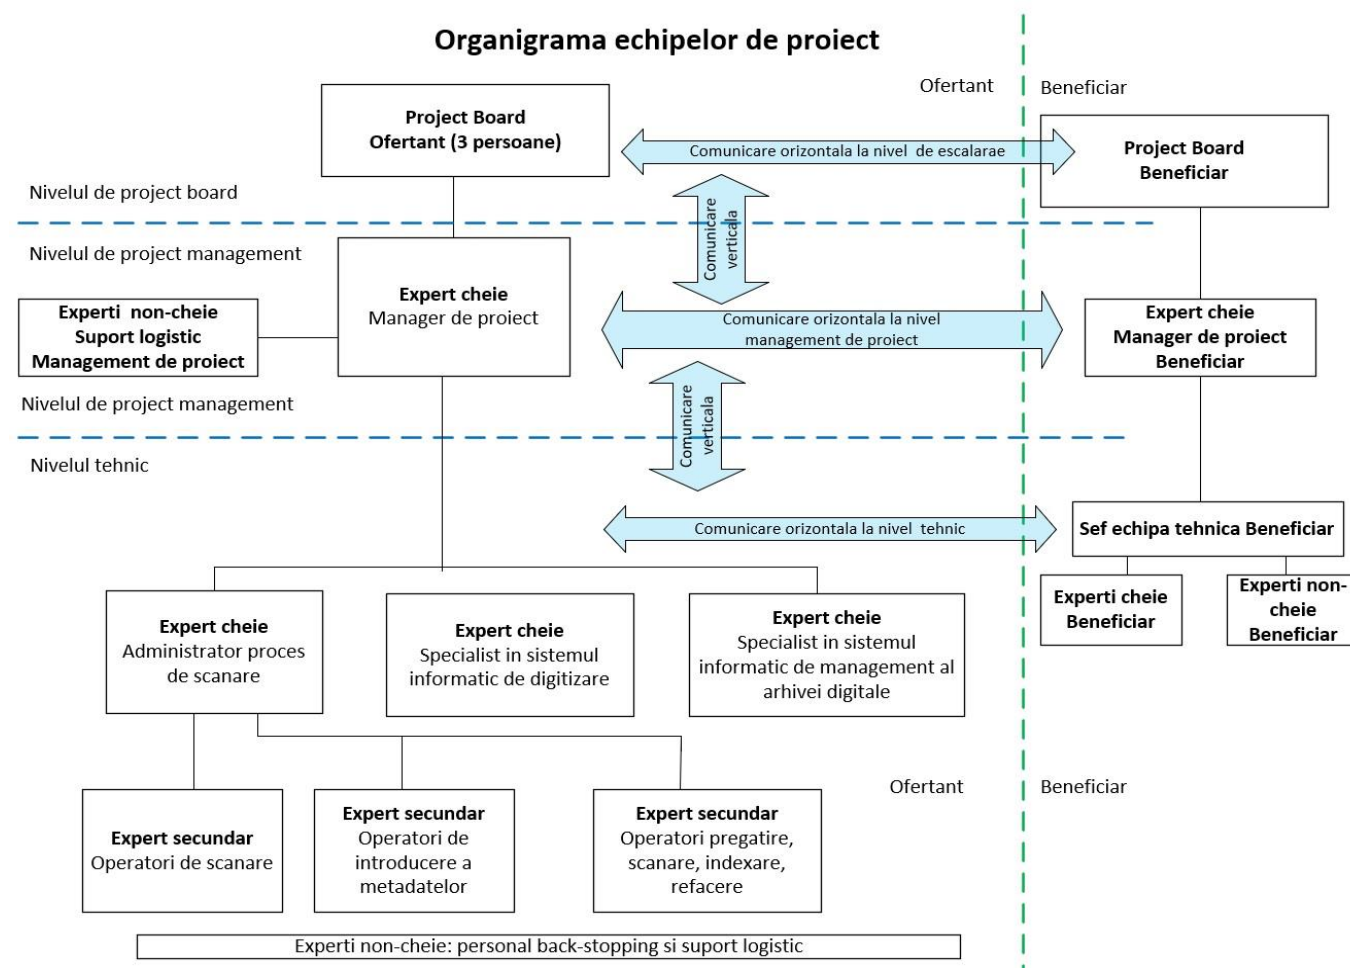 Organigrama echipelor de proiect
Ofertant
Beneficiar
Project Board
Ofertant (3 persoane)
Comunicare orizontala la nivel de escalarae
Project Board
Beneficiar
Nivelul de project board
Comunicare
verticala
Nivelul de project management
Experti non-cheie
Suport logistic
Management de proiect
Expert cheie
Manager de proiect
Comunicare orizontala la nivel
management de proiect
Expert cheie
Manager de proiect
Beneficiar
Nivelul de project management
Comunicare
verticala
Nivelul tehnic
Comunicare orizontala la nivel tehnic
Sef echipa tehnica Beneficiar
Experti cheie
Beneficiar
Experti non-
cheie
Beneficiar
Expert cheie
Administrator proces
de scanare
Expert cheie
Specialist in sistemul
informatic de digitizare
Expert cheie
Specialist in sistemul
informatic de management al
arhivei digitale
Ofertant
Beneficiar
Expert secundar
Operatori de scanare
Expert secundar
Operatori de
introducere a
metadatelor
Expert secundar
Operatori pregatire,
scanare, indexare,
refacere
Experti non-cheie: personal back-stopping si suport logistic